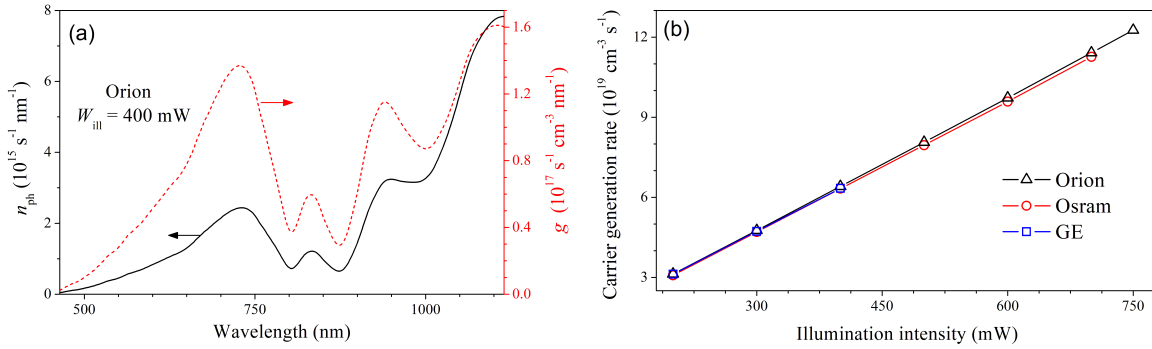 (a)
Orion
W_ill = 400 mW
n_ph (10^15 s^-1 nm^-1)
8
6
4
2
0
g (10^17 s^-1 cm^-3 nm^-1)
1.6
1.2
0.8
0.4
0.0
500 750 1000
Wavelength (nm)
(b)
Carrier generation rate (10^19 cm^-3 s^-1)
12
9
6
3
Orion
Osram
GE
300 450 600 750
Illumination intensity (mW)